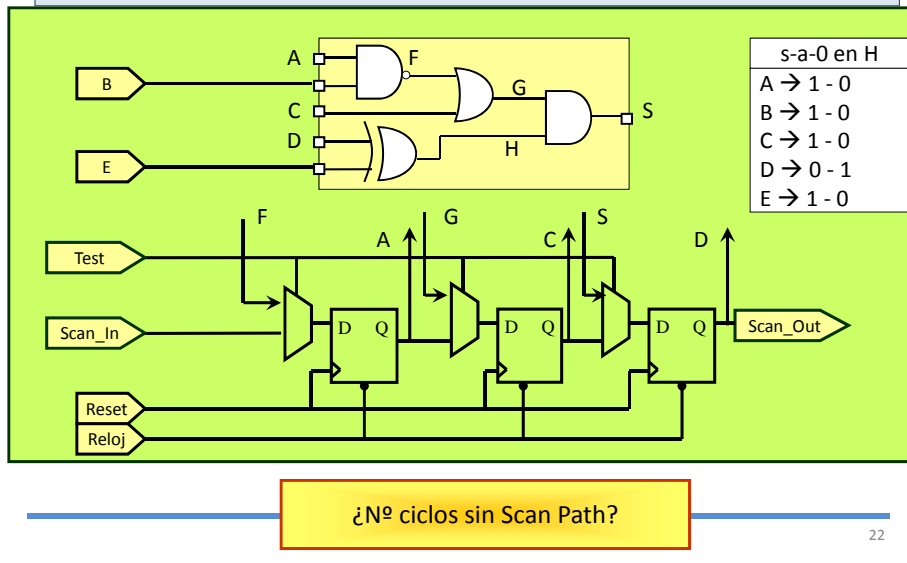 A
F
B
C
G
S
D
H
E
s-a-0 en H
A → 1 - 0
B → 1 - 0
C → 1 - 0
D → 0 - 1
E → 1 - 0
F
G
S
A
C
D
Test
Scan_In
D Q
D Q
D Q
Scan_Out
Reset
Reloj
¿Nº ciclos sin Scan Path?
22